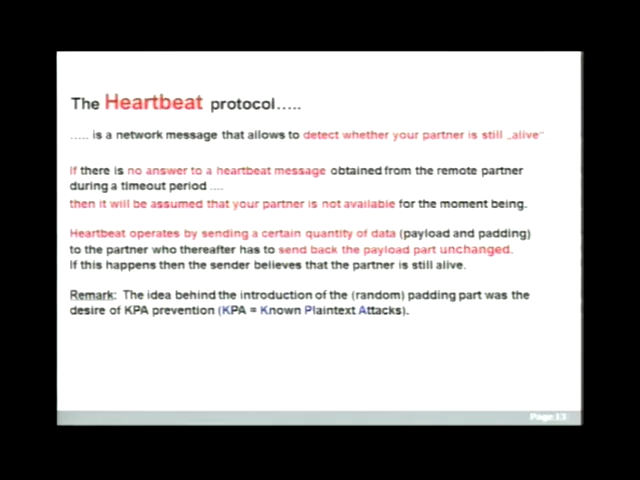 The Heartbeat protocol.....
..... is a network message that allows to detect whether your partner is still „alive“
If there is no answer to a heartbeat message obtained from the remote partner
during a timeout period ....
then it will be assumed that your partner is not available for the moment being.
Heartbeat operates by sending a certain quantity of data (payload and padding)
to the partner who thereafter has to send back the payload part unchanged.
If this happens then the sender believes that the partner is still alive.
Remark: The idea behind the introduction of the (random) padding part was the
desire of KPA prevention (KPA = Known Plaintext Attacks).
Page 13